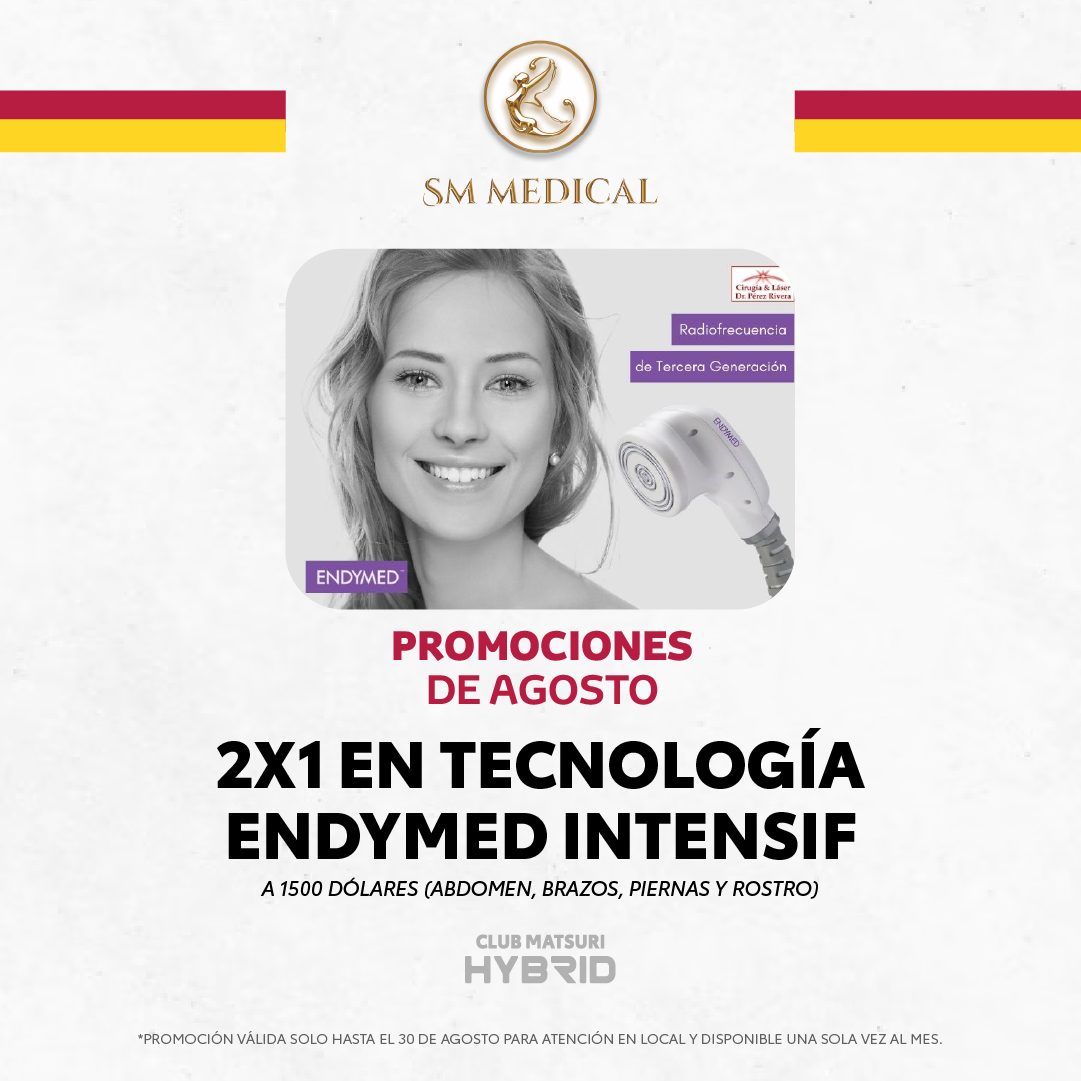 SM MEDICAL
Cirugía & Láser
Dr. Pérez Rivera
Radiofrecuencia
de Tercera Generación
ENDYMED
ENDYMED™
PROMOCIONES
DE AGOSTO
2X1 EN TECNOLOGÍA
ENDYMED INTENSIF
A 1500 DÓLARES (ABDOMEN, BRAZOS, PIERNAS Y ROSTRO)
CLUB MATSURI
HYBRID
*PROMOCIÓN VÁLIDA SOLO HASTA EL 30 DE AGOSTO PARA ATENCIÓN EN LOCAL Y DISPONIBLE UNA SOLA VEZ AL MES.